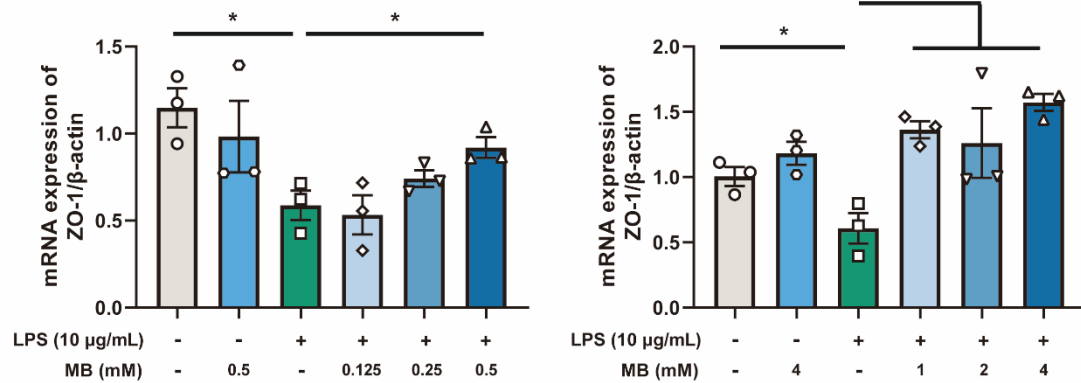 *
*
mRNA expression of
ZO-1/β-actin
1.5
1.0
0.5
0.0
LPS (10 μg/mL) - - + + + +
MB (mM) - 0.5 - 0.125 0.25 0.5
*
mRNA expression of
ZO-1/β-actin
2.0
1.5
1.0
0.5
0.0
LPS (10 μg/mL) - - + + + +
MB (mM) - 4 - 1 2 4